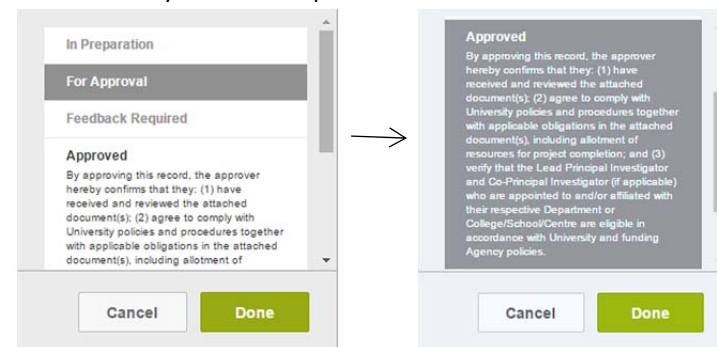 In Preparation
For Approval
Feedback Required
Approved
By approving this record, the approver
hereby confirms that they: (1) have
received and reviewed the attached
document(s); (2) agree to comply with
University policies and procedures together
with applicable obligations in the attached
document(s), including allotment of
Cancel
Done
Approved
By approving this record, the approver
hereby confirms that they: (1) have
received and reviewed the attached
document(s); (2) agree to comply with
University policies and procedures together
with applicable obligations in the attached
document(s), including allotment of
resources for project completion; and (3)
verify that the Lead Principal Investigator
and Co-Principal Investigator (if applicable)
who are appointed to and/or affiliated with
their respective Department or
College/School/Centre are eligible in
accordance with University and funding
Agency policies.
Cancel
Done